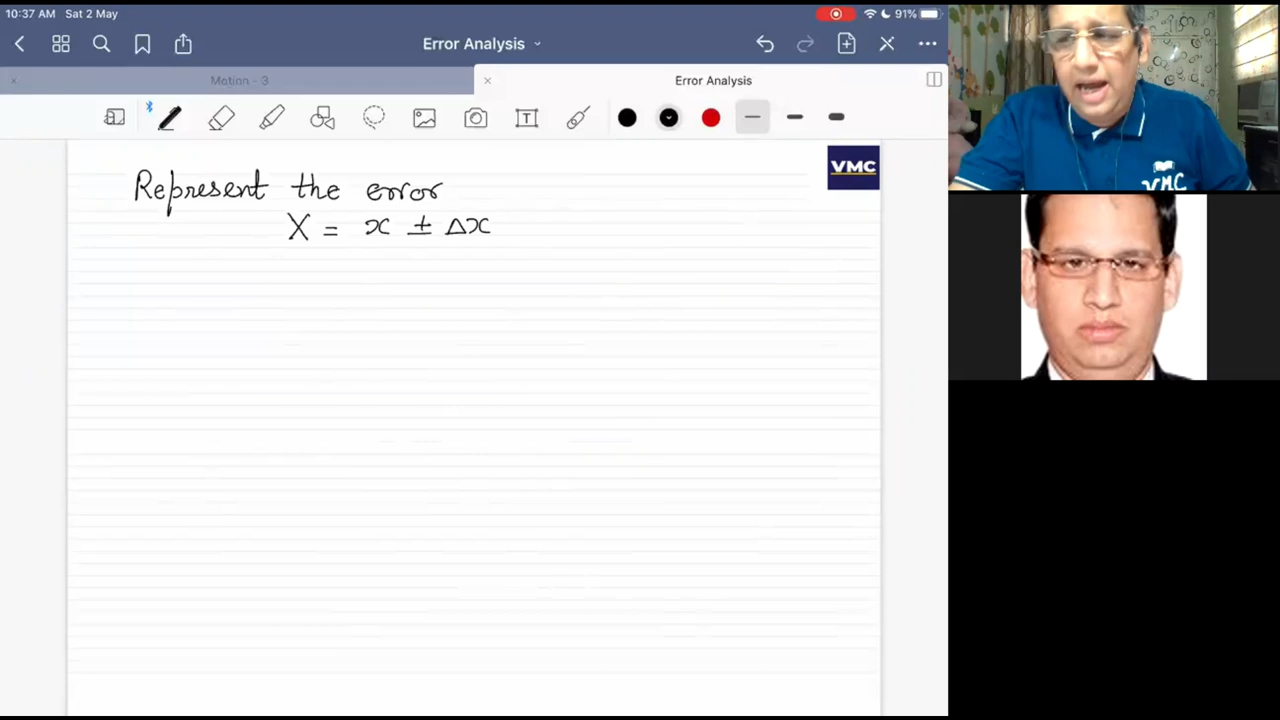 10:37 AM Sat 2 May 91%
Error Analysis
Motion - 3 Error Analysis
T
VMC
Represent the error
X = x ± Δx
VMC